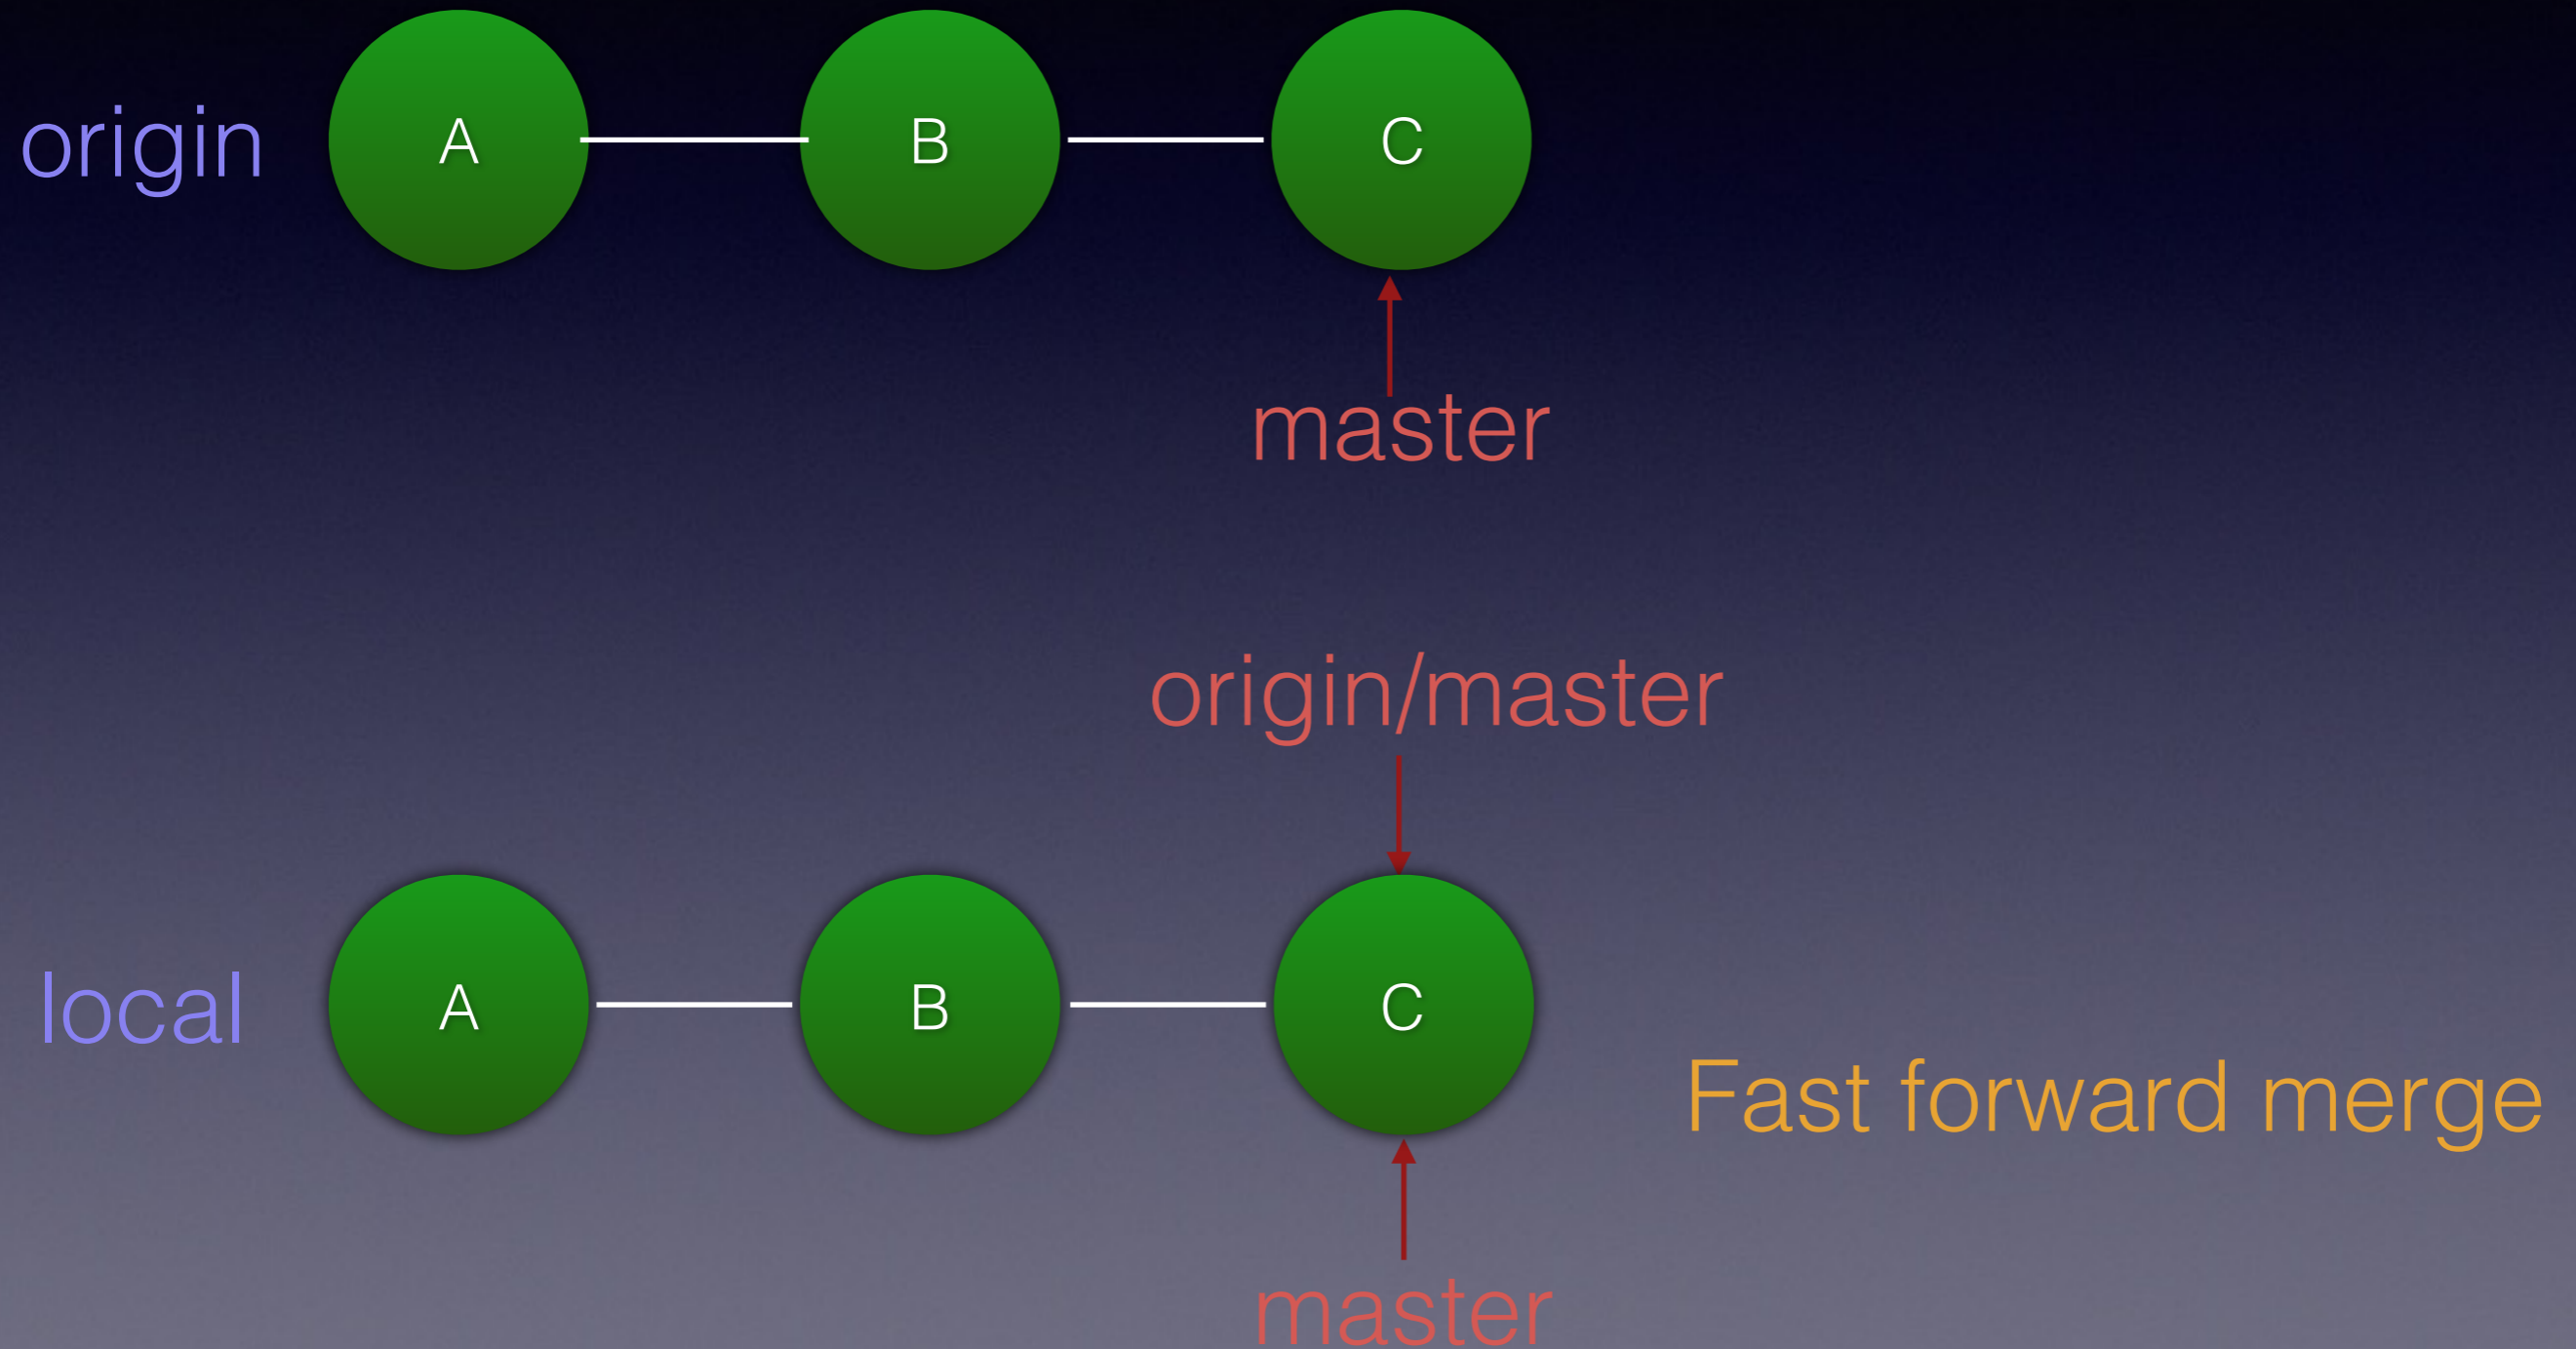 origin A B C
master
origin/master
local A B C
Fast forward merge
master